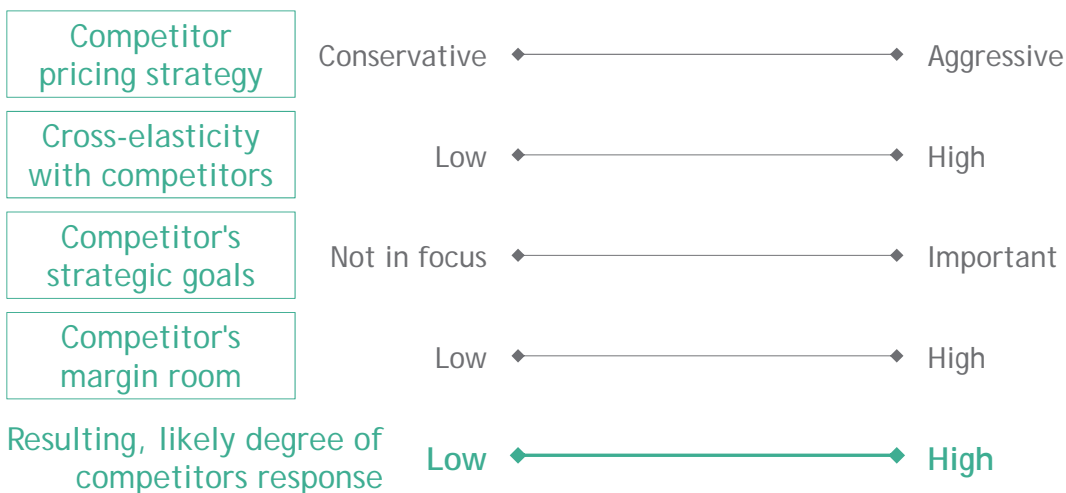 Competitor
pricing strategy
Conservative
Aggressive
Cross-elasticity
with competitors
Low
High
Competitor's
strategic goals
Not in focus
Important
Competitor's
margin room
Low
High
Resulting, likely degree of
competitors response
Low
High